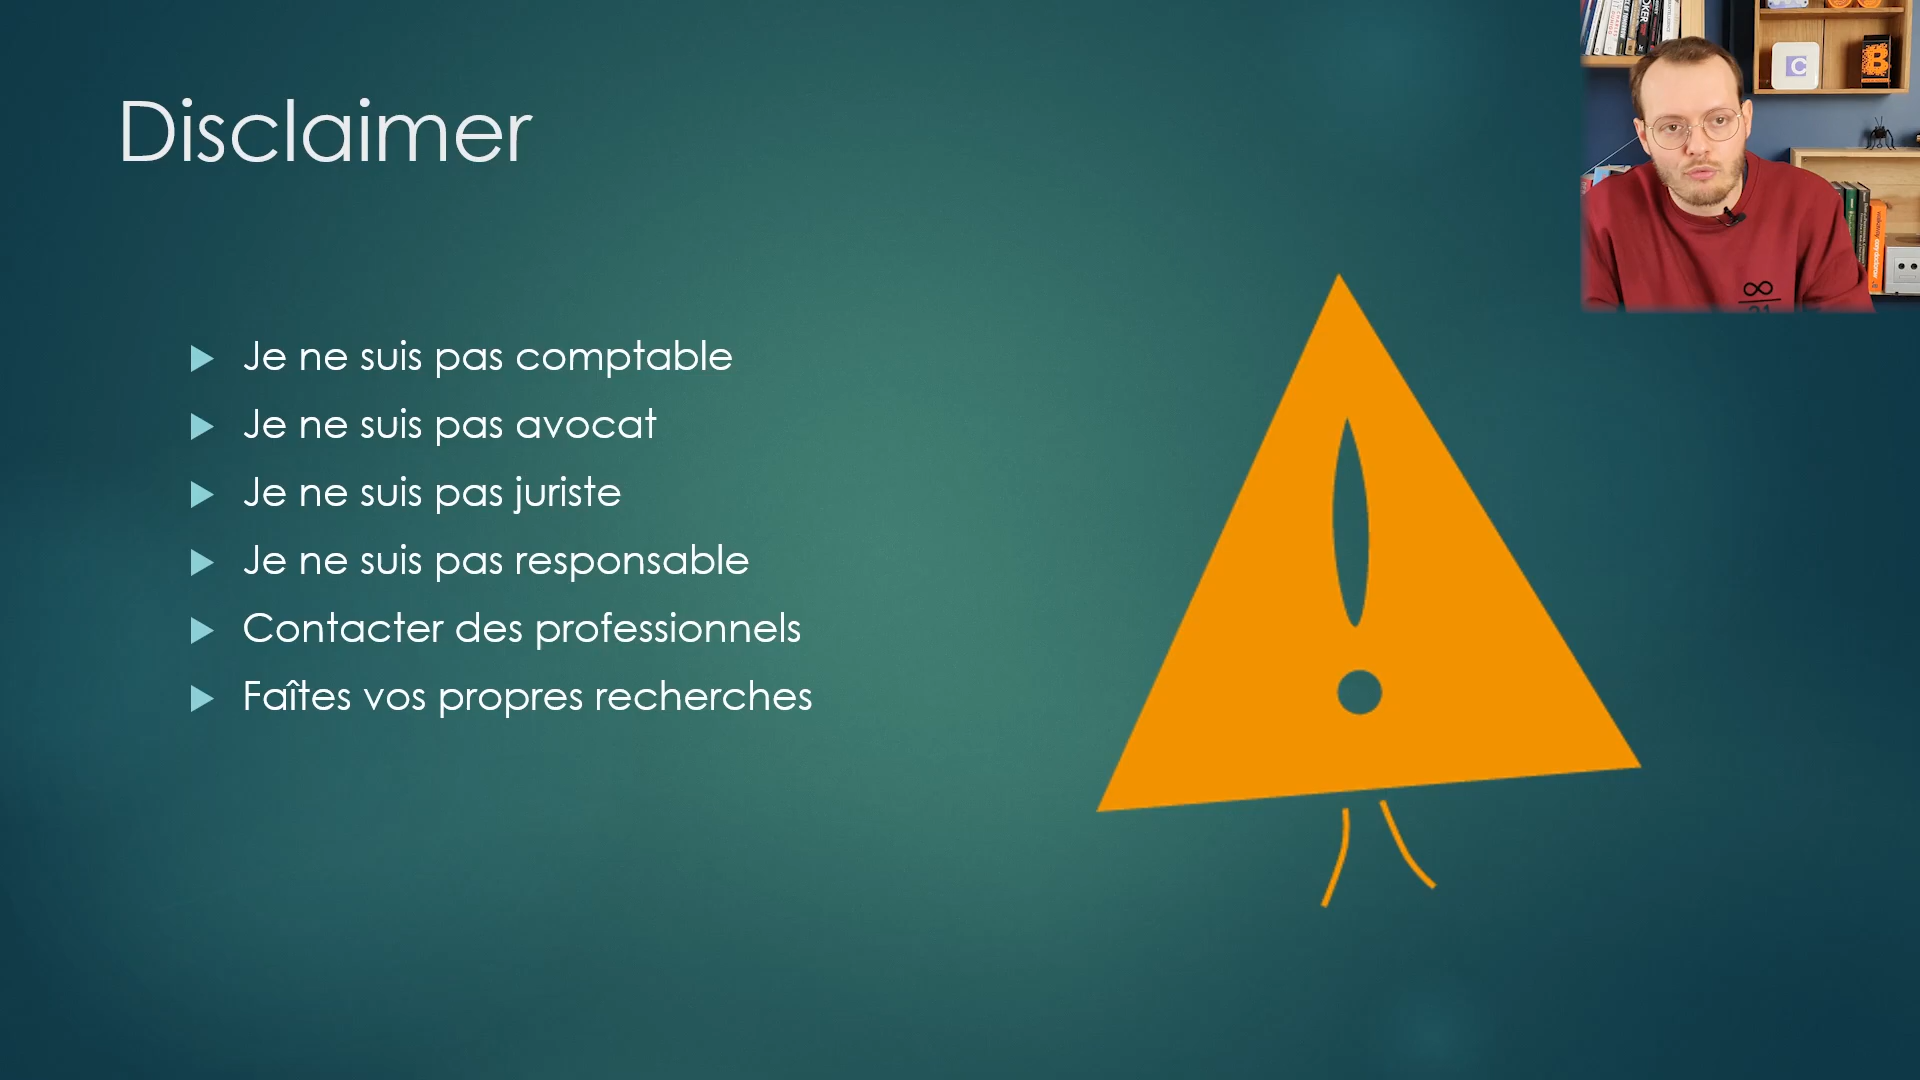 Disclaimer
Je ne suis pas comptable
Je ne suis pas avocat
Je ne suis pas juriste
Je ne suis pas responsable
Contacter des professionnels
Faîtes vos propres recherches
∞
21